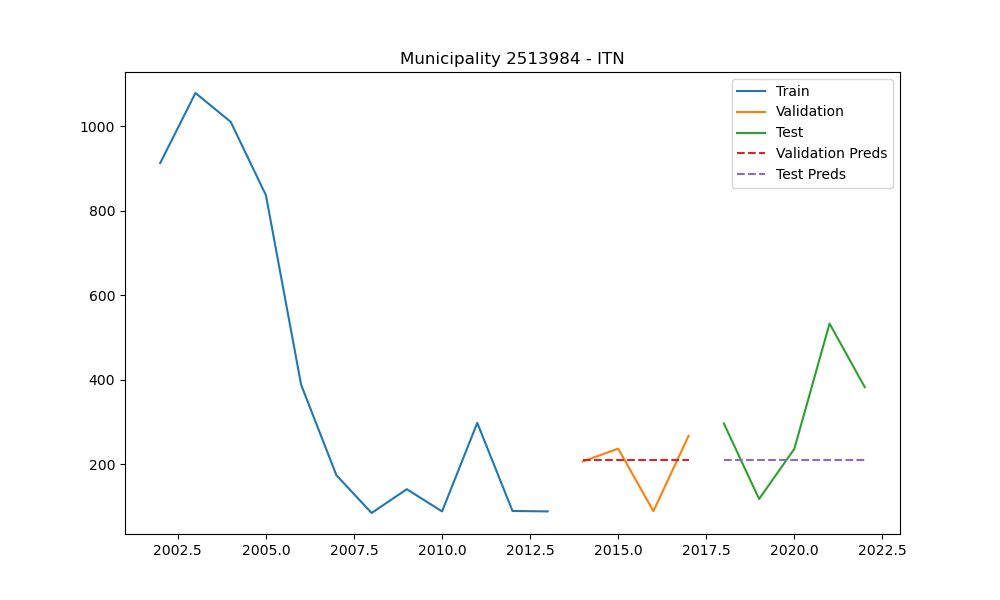 Municipality 2513984 - ITN
Train
Validation
Test
Validation Preds
Test Preds
1000
800
600
400
200
2002.5 2005.0 2007.5 2010.0 2012.5 2015.0 2017.5 2020.0 2022.5